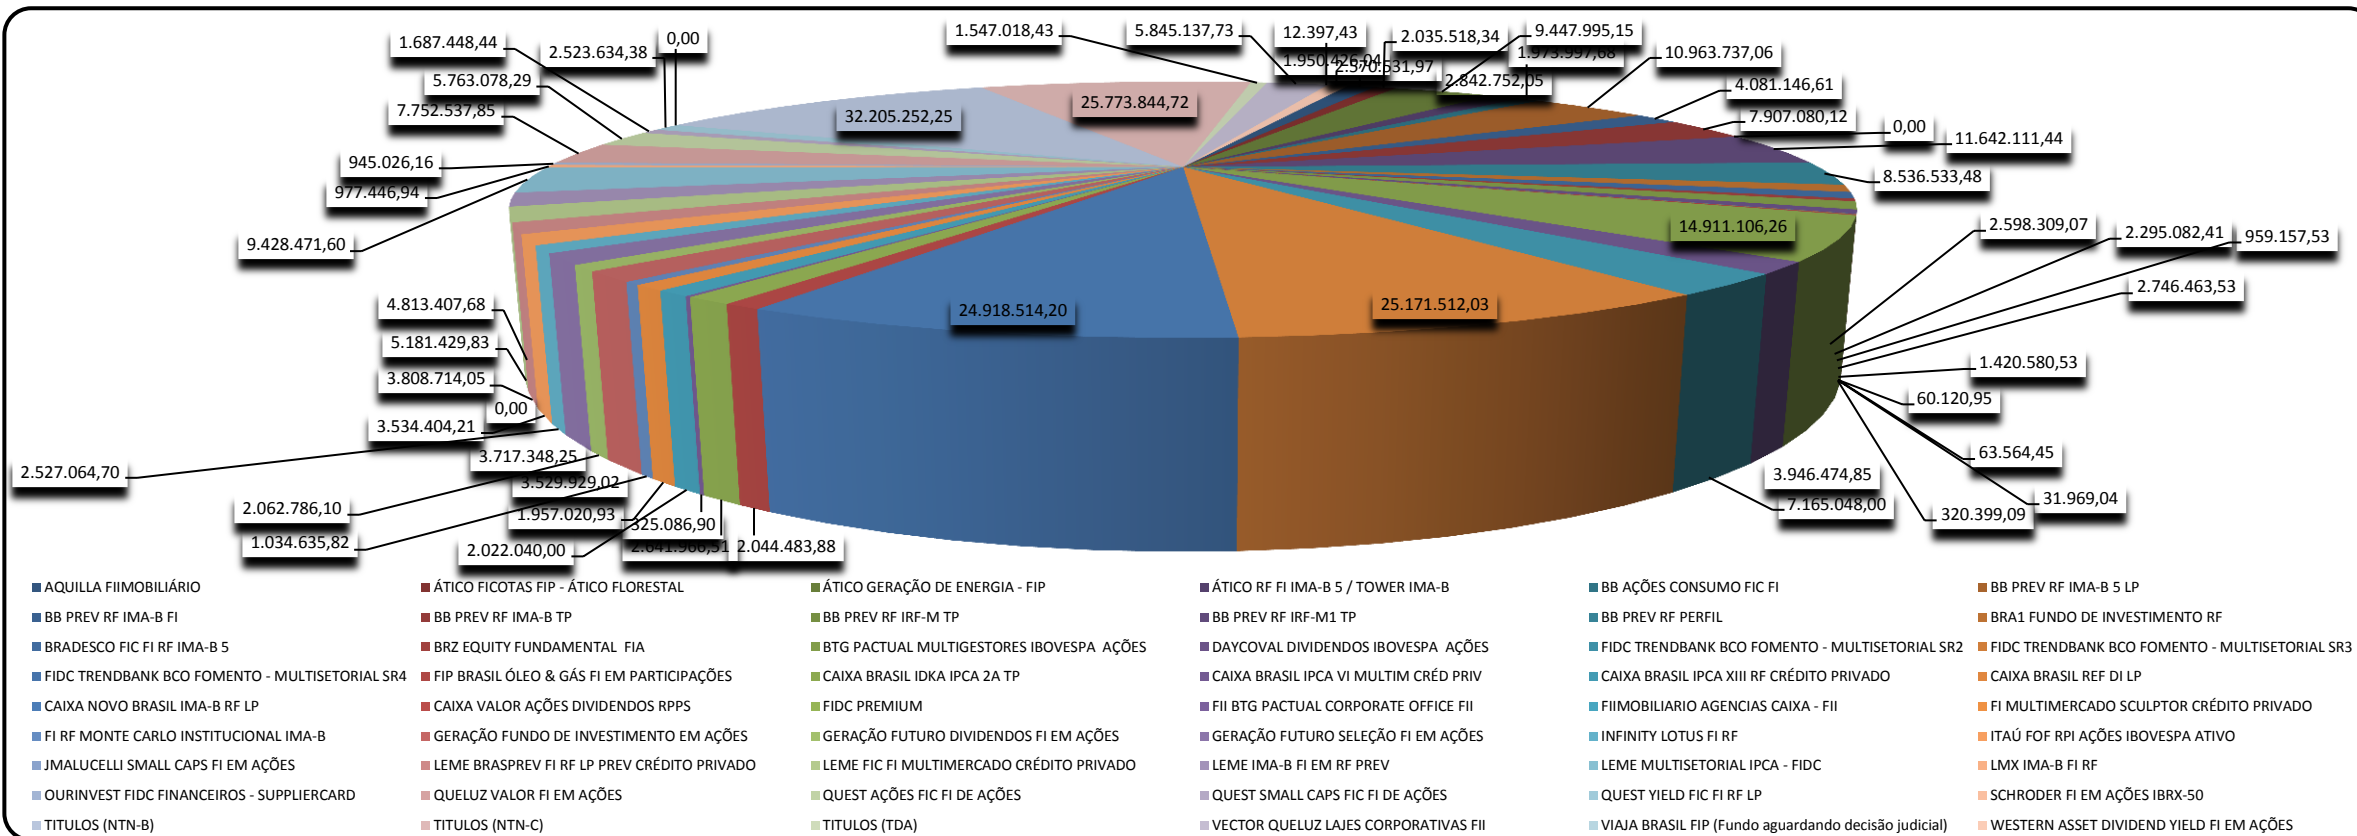 1.547.018,43
5.845.137,73
12.397,43
2.035.518,34
9.447.995,15
1.687.448,44
2.523.634,38
0,00
1.950.426,04
2.570.531,97
1.973.997,68
10.963.737,06
5.763.078,29
2.842.752,05
4.081.146,61
7.752.537,85
32.205.252,25
25.773.844,72
7.907.080,12
0,00
11.642.111,44
945.026,16
977.446,94
8.536.533,48
9.428.471,60
14.911.106,26
2.598.309,07
2.295.082,41
959.157,53
2.746.463,53
4.813.407,68
24.918.514,20
25.171.512,03
5.181.429,83
1.420.580,53
3.808.714,05
0,00
60.120,95
3.534.404,21
2.527.064,70
3.717.348,25
63.564,45
3.529.929,02
3.946.474,85
2.062.786,10
1.957.020,93
7.165.048,00
31.969,04
1.034.635,82
325.086,90
320.399,09
2.022.040,00
2.044.483,88
AQUILLA FIIMOBILIÁRIO
ÁTICO FICOTAS FIP - ÁTICO FLORESTAL
ÁTICO GERAÇÃO DE ENERGIA - FIP
ÁTICO RF FI IMA-B 5 / TOWER IMA-B
BB AÇÕES CONSUMO FIC FI
BB PREV RF IMA-B 5 LP
BB PREV RF IMA-B FI
BB PREV RF IMA-B TP
BB PREV RF IRF-M TP
BB PREV RF IRF-M1 TP
BB PREV RF PERFIL
BRA1 FUNDO DE INVESTIMENTO RF
BRADESCO FIC FI RF IMA-B 5
BRZ EQUITY FUNDAMENTAL FIA
BTG PACTUAL MULTIGESTORES IBOVESPA AÇÕES
DAYCOVAL DIVIDENDOS IBOVESPA AÇÕES
FIDC TRENDBANK BCO FOMENTO - MULTISETORIAL SR2
FIDC TRENDBANK BCO FOMENTO - MULTISETORIAL SR3
FIDC TRENDBANK BCO FOMENTO - MULTISETORIAL SR4
FIP BRASIL ÓLEO & GÁS FI EM PARTICIPAÇÕES
CAIXA BRASIL IDKA IPCA 2A TP
CAIXA BRASIL IPCA VI MULTIM CRÉD PRIV
CAIXA BRASIL IPCA XIII RF CRÉDITO PRIVADO
CAIXA BRASIL REF DI LP
CAIXA NOVO BRASIL IMA-B RF LP
CAIXA VALOR AÇÕES DIVIDENDOS RPPS
FIDC PREMIUM
FII BTG PACTUAL CORPORATE OFFICE FII
FIIMOBILIARIO AGENCIAS CAIXA - FII
FI MULTIMERCADO SCULPTOR CRÉDITO PRIVADO
FI RF MONTE CARLO INSTITUCIONAL IMA-B
GERAÇÃO FUNDO DE INVESTIMENTO EM AÇÕES
GERAÇÃO FUTURO DIVIDENDOS FI EM AÇÕES
GERAÇÃO FUTURO SELEÇÃO FI EM AÇÕES
INFINITY LOTUS FI RF
ITAÚ FOF RPI AÇÕES IBOVESPA ATIVO
JMALUCELLI SMALL CAPS FI EM AÇÕES
LEME BRASPREV FI RF LP PREV CRÉDITO PRIVADO
LEME FIC FI MULTIMERCADO CRÉDITO PRIVADO
LEME IMA-B FI EM RF PREV
LEME MULTISETORIAL IPCA - FIDC
LMX IMA-B FI RF
OURINVEST FIDC FINANCEIROS - SUPPLIERCARD
QUELUZ VALOR FI EM AÇÕES
QUEST AÇÕES FIC FI DE AÇÕES
QUEST SMALL CAPS FIC FI DE AÇÕES
QUEST YIELD FIC FI RF LP
SCHRODER FI EM AÇÕES IBRX-50
TITULOS (NTN-B)
TITULOS (NTN-C)
TITULOS (TDA)
VECTOR QUELUZ LAJES CORPORATIVAS FII
VIAJA BRASIL FIP (Fundo aguardando decisão judicial)
WESTERN ASSET DIVIDEND YIELD FI EM AÇÕES